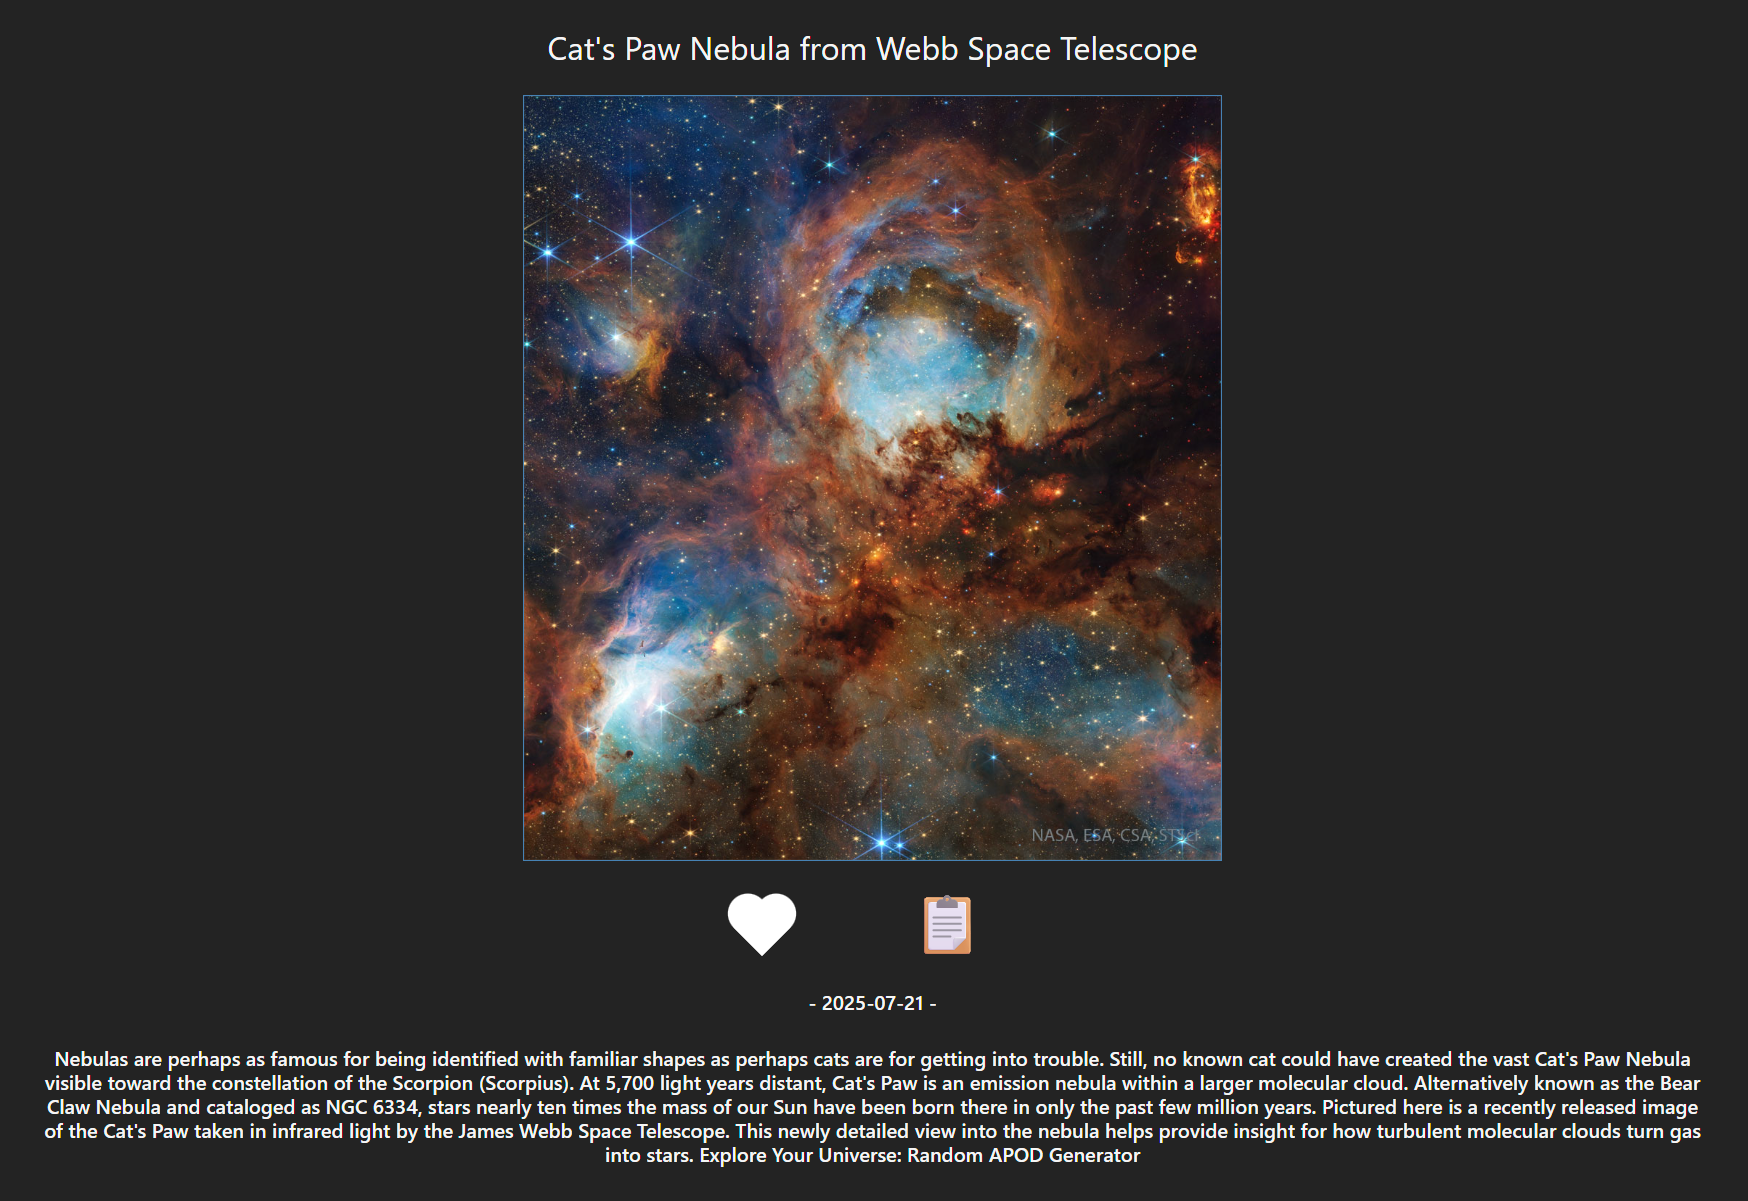 Cat's Paw Nebula from Webb Space Telescope
NASA, ESA, CSA, STScI
- 2025-07-21 -
Nebulas are perhaps as famous for being identified with familiar shapes as perhaps cats are for getting into trouble. Still, no known cat could have created the vast Cat's Paw Nebula
visible toward the constellation of the Scorpion (Scorpius). At 5,700 light years distant, Cat's Paw is an emission nebula within a larger molecular cloud. Alternatively known as the Bear
Claw Nebula and cataloged as NGC 6334, stars nearly ten times the mass of our Sun have been born there in only the past few million years. Pictured here is a recently released image
of the Cat's Paw taken in infrared light by the James Webb Space Telescope. This newly detailed view into the nebula helps provide insight for how turbulent molecular clouds turn gas
into stars. Explore Your Universe: Random APOD Generator